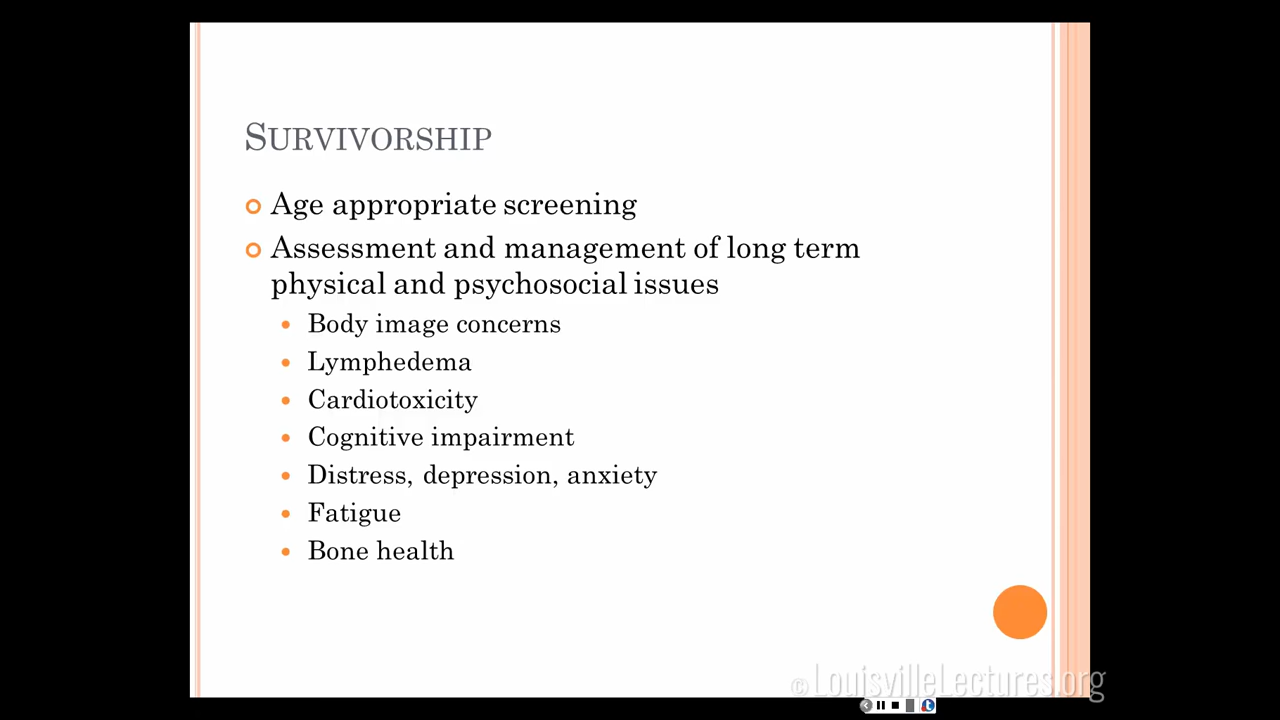 SURVIVORSHIP
Age appropriate screening
Assessment and management of long term
physical and psychosocial issues
Body image concerns
Lymphedema
Cardiotoxicity
Cognitive impairment
Distress, depression, anxiety
Fatigue
Bone health
© LouisvilleLectures.org